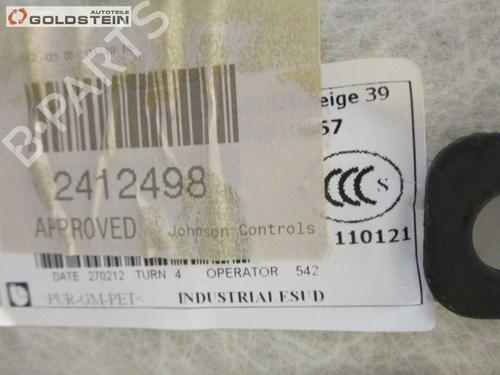 Autoteile
GOLDSTEIN
B-PARTS
eige 39
57
2412498
CCC S
APPROVED
Johnson Controls
110121
DATE 270212 TURN 4 OPERATOR 542
>PUR-GM-PET<
INDUSTRIALESUD